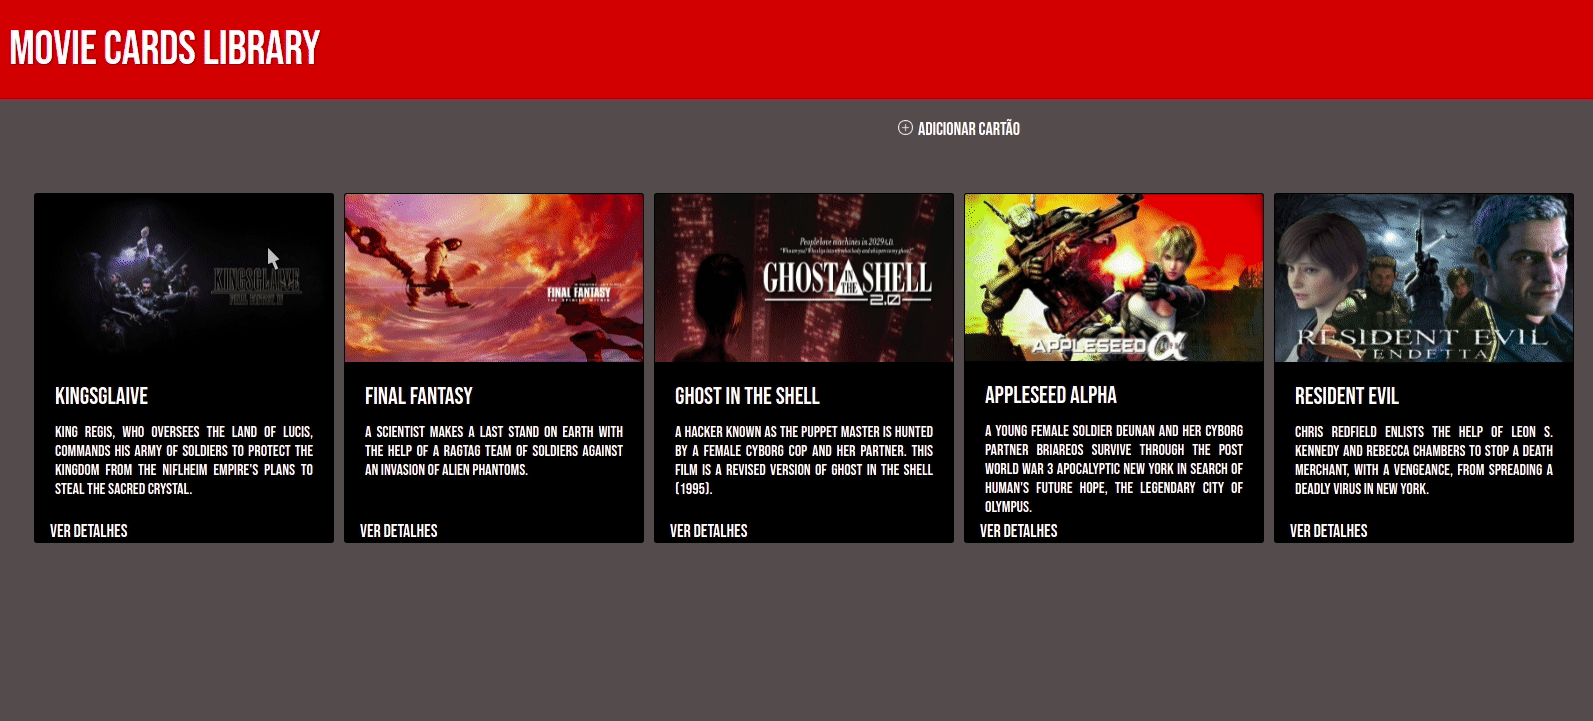 MOVIE CARDS LIBRARY
ADICIONAR CARTÃO
KINGSGLAIVE
FINAL FANTASY
People love machines in 2029 A.D.
GHOST IN THE SHELL
2.0
APPLESEED α
RESIDENT EVIL
VENDETTA
KINGSGLAIVE
KING REGIS, WHO OVERSEES THE LAND OF LUCIS,
COMMANDS HIS ARMY OF SOLDIERS TO PROTECT THE
KINGDOM FROM THE NIFLHEIM EMPIRE'S PLANS TO
STEAL THE SACRED CRYSTAL.
VER DETALHES
FINAL FANTASY
A SCIENTIST MAKES A LAST STAND ON EARTH WITH
THE HELP OF A RAGTAG TEAM OF SOLDIERS AGAINST
AN INVASION OF ALIEN PHANTOMS.
VER DETALHES
GHOST IN THE SHELL
A HACKER KNOWN AS THE PUPPET MASTER IS HUNTED
BY A FEMALE CYBORG COP AND HER PARTNER. THIS
FILM IS A REVISED VERSION OF GHOST IN THE SHELL
(1995).
VER DETALHES
APPLESEED ALPHA
A YOUNG FEMALE SOLDIER DEUNAN AND HER CYBORG
PARTNER BRIAREOS SURVIVE THROUGH THE POST
WORLD WAR 3 APOCALYPTIC NEW YORK IN SEARCH OF
HUMAN'S FUTURE HOPE, THE LEGENDARY CITY OF
OLYMPUS.
VER DETALHES
RESIDENT EVIL
CHRIS REDFIELD ENLISTS THE HELP OF LEON S.
KENNEDY AND REBECCA CHAMBERS TO STOP A DEATH
MERCHANT, WITH A VENGEANCE, FROM SPREADING A
DEADLY VIRUS IN NEW YORK.
VER DETALHES